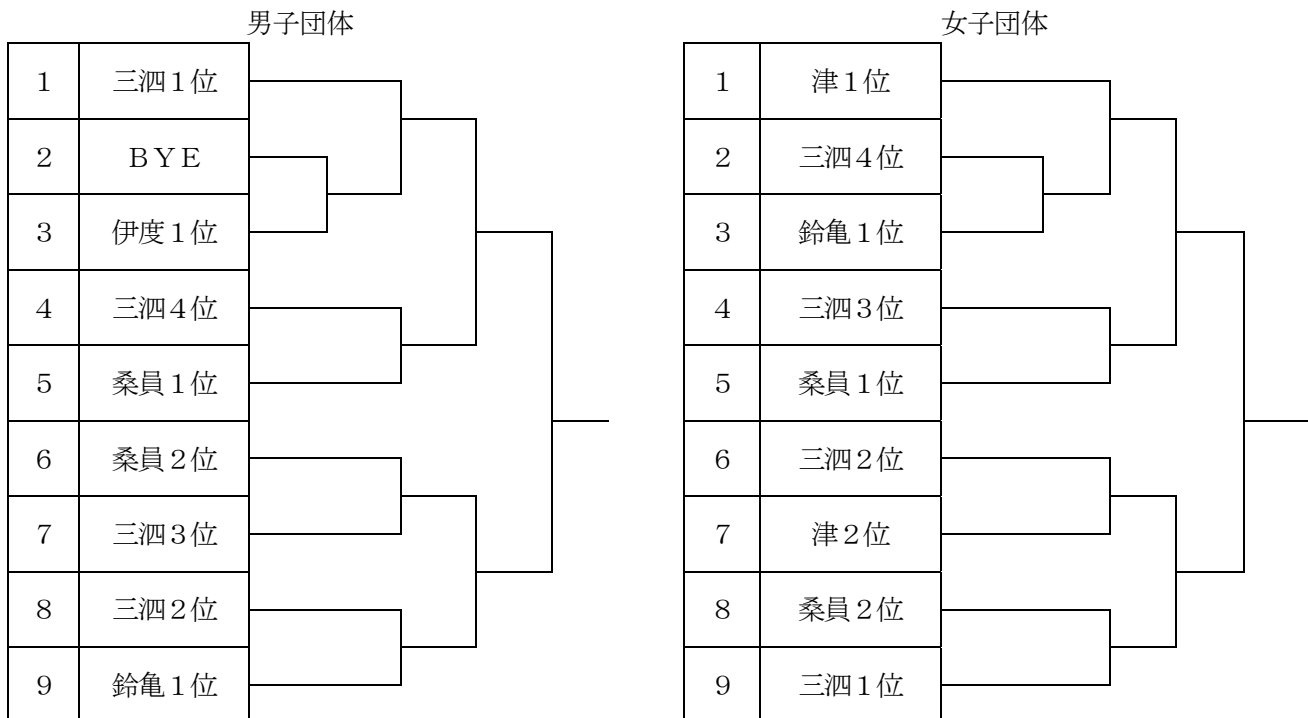 男子団体
1 三泗1位
2 BYE
3 伊度1位
4 三泗4位
5 桑員1位
6 桑員2位
7 三泗3位
8 三泗2位
9 鈴亀1位
女子団体
1 津1位
2 三泗4位
3 鈴亀1位
4 三泗3位
5 桑員1位
6 三泗2位
7 津2位
8 桑員2位
9 三泗1位